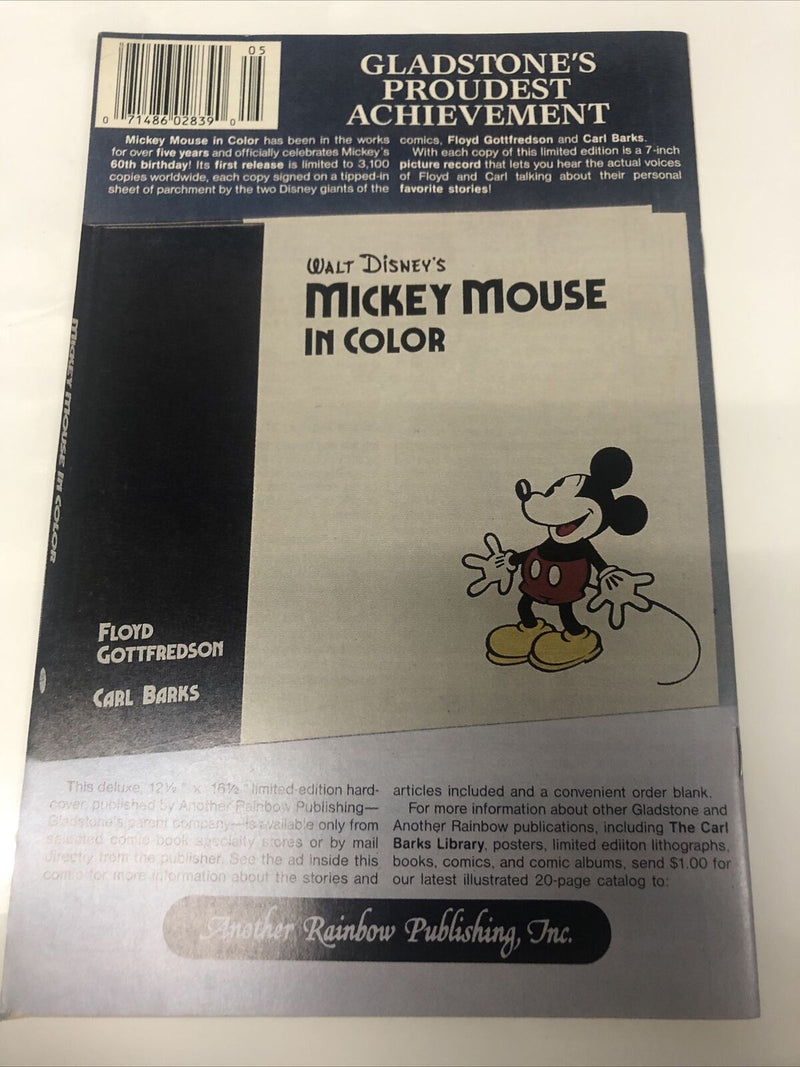 05
0 71486 02839 0
GLADSTONE'S
PROUDEST
ACHIEVEMENT
Mickey Mouse in Color has been in the works
for over five years and officially celebrates Mickey's
60th birthday! Its first release is limited to 3,100
copies worldwide, each copy signed on a tipped-in
sheet of parchment by the two Disney giants of the
comics, Floyd Gottfredson and Carl Barks.
With each copy of this limited edition is a 7-inch
picture record that lets you hear the actual voices
of Floyd and Carl talking about their personal
favorite stories!
WALT DISNEY'S
MICKEY MOUSE
IN COLOR
MICKEY MOUSE IN COLOR
FLOYD
GOTTFREDSON
CARL BARKS
This deluxe, 12½" x 16½" limited-edition hard-
cover, published by Another Rainbow Publishing—
Gladstone's parent company—is available only from
selected comic book specialty stores or by mail
directly from the publisher. See the ad inside this
comic for more information about the stories and
articles included and a convenient order blank.
For more information about other Gladstone and
Another Rainbow publications, including The Carl
Barks Library, posters, limited ediiton lithographs,
books, comics, and comic albums, send $1.00 for
our latest illustrated 20-page catalog to:
Another Rainbow Publishing, Inc.